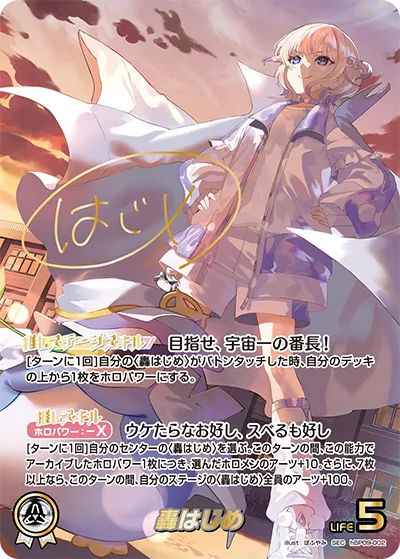 はじメ
推しステージスキル 目指せ、宇宙一の番長！
[ターンに1回]自分の〈轟はじめ〉がバトンタッチした時、自分のデッキ
の上から1枚をホロパワーにする。
推しスキル
ホロパワー：－X ウケたらなお好し、スベるも好し
[ターンに1回]自分のセンターの〈轟はじめ〉を選ぶ。このターンの間、この能力で
アーカイブしたホロパワー1枚につき、選んだホロメンのアーツ+10。さらに、7枚
以上なら、このターンの間、自分のステージの〈轟はじめ〉全員のアーツ+100。
轟はじめ
LIFE 5
illust：ぽふやみ SEC hBP09-002